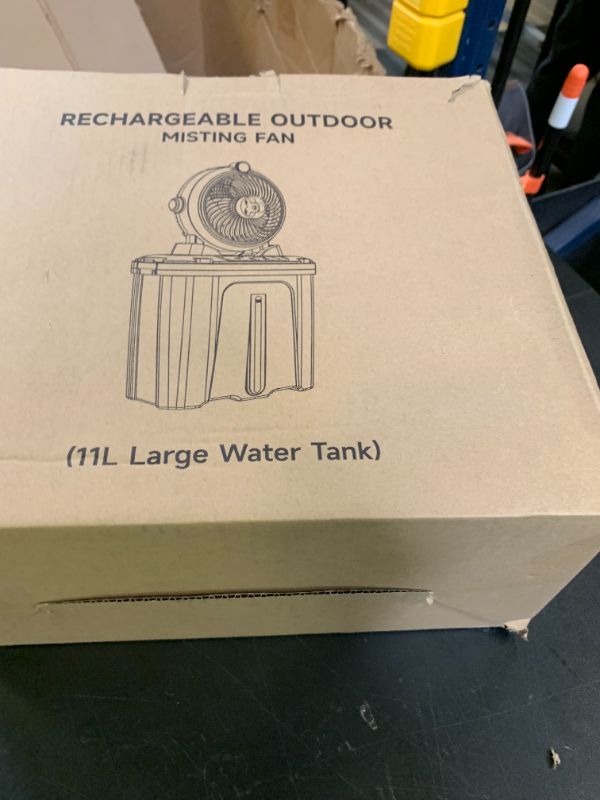 RECHARGEABLE OUTDOOR
MISTING FAN
(11L Large Water Tank)